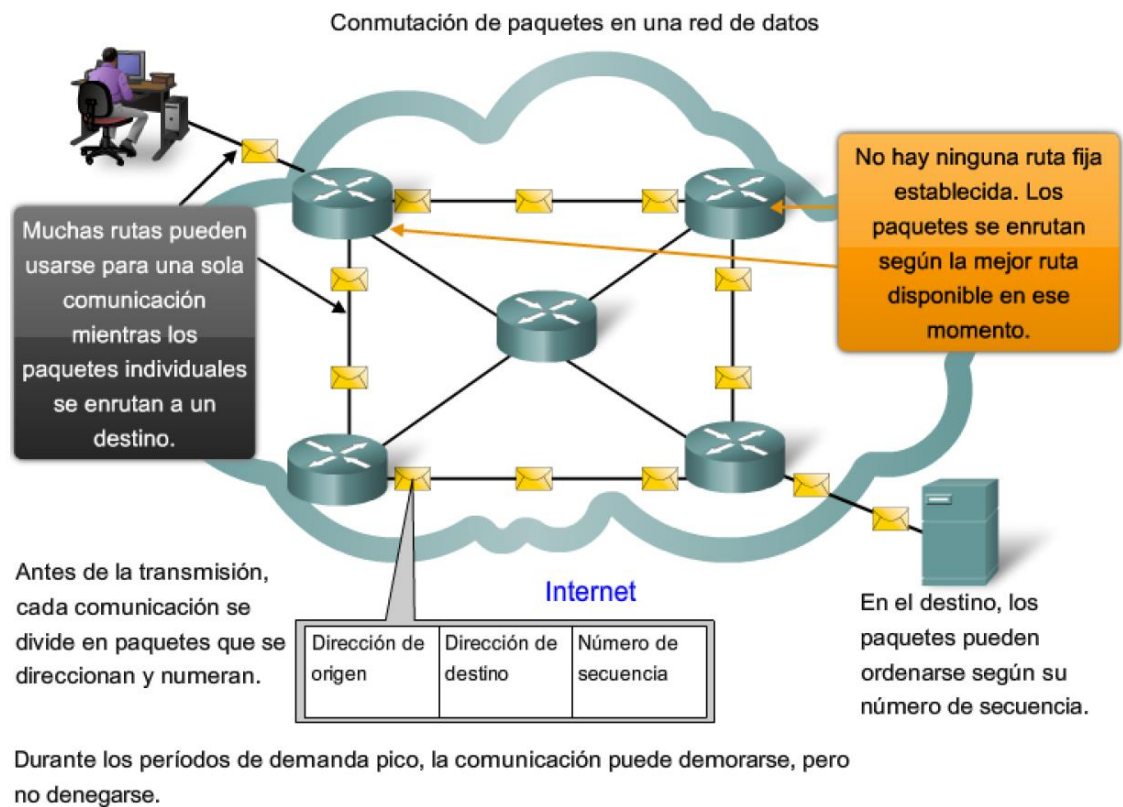 Conmutación de paquetes en una red de datos
Muchas rutas pueden
usarse para una sola
comunicación
mientras los
paquetes individuales
se enrutan a un
destino.
No hay ninguna ruta fija
establecida. Los
paquetes se enrutan
según la mejor ruta
disponible en ese
momento.
Antes de la transmisión,
cada comunicación se
divide en paquetes que se
direccionan y numeran.
Internet
Dirección de
origen
Dirección de
destino
Número de
secuencia
En el destino, los
paquetes pueden
ordenarse según su
número de secuencia.
Durante los períodos de demanda pico, la comunicación puede demorarse, pero
no denegarse.